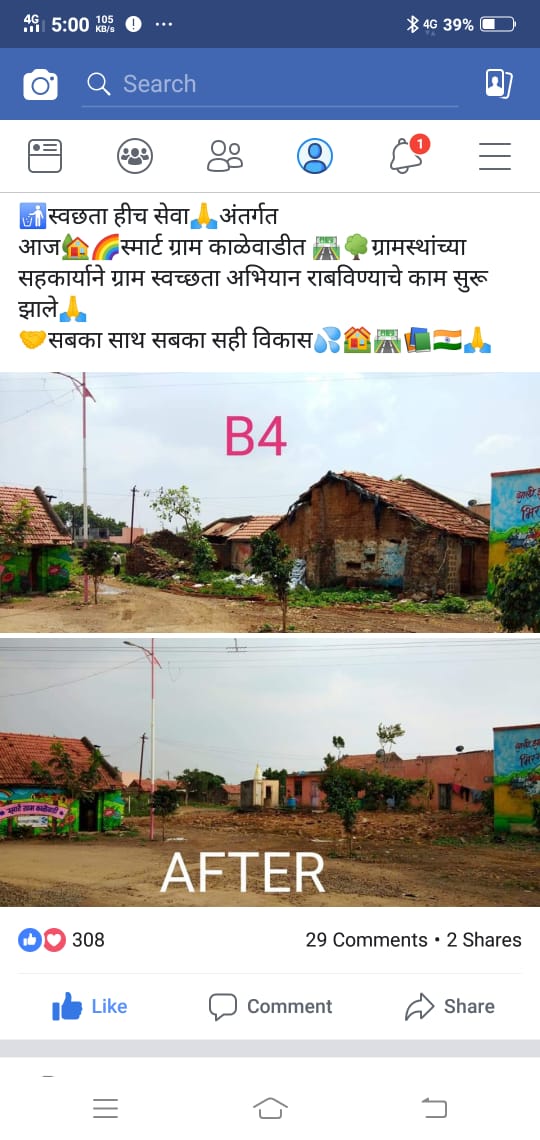 4G 5:00 105 KB/s ... 4G 39%
Search
1
🚮स्वछता हीच सेवा🙏अंतर्गत
आज🏡🌈स्मार्ट ग्राम काळेवाडीत 🛣️🌳ग्रामस्थांच्या
सहकार्याने ग्राम स्वच्छता अभियान राबविण्याचे काम सुरू
झाले🙏
🤝सबका साथ सबका सही विकास💦🏠🛣️📚🇮🇳🙏
B4
AFTER
308
29 Comments • 2 Shares
Like
Comment
Share